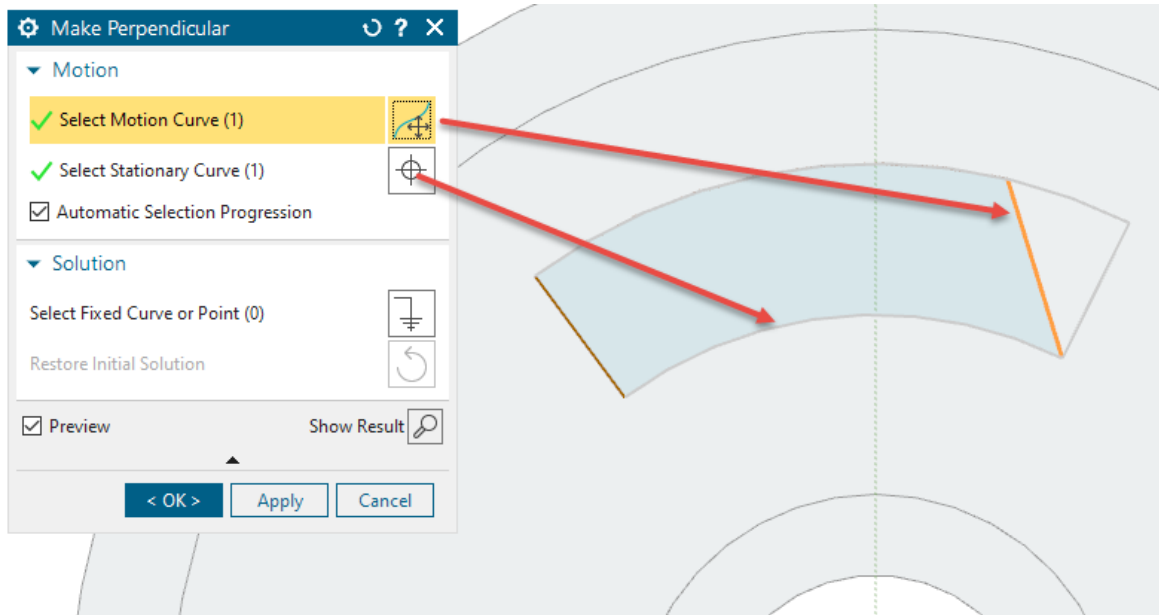 Make Perpendicular
?
Motion
Select Motion Curve (1)
Select Stationary Curve (1)
Automatic Selection Progression
Solution
Select Fixed Curve or Point (0)
Restore Initial Solution
Preview
Show Result
< OK >
Apply
Cancel